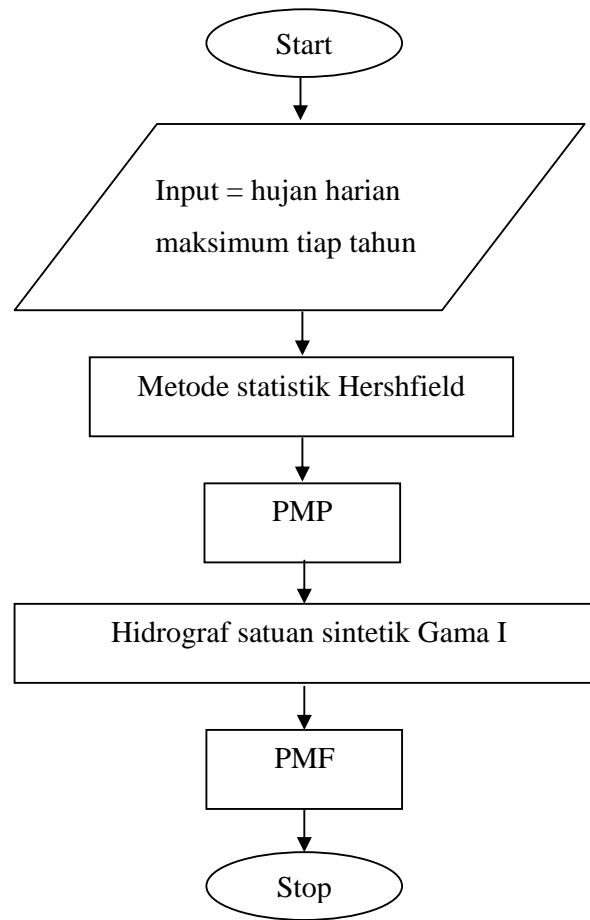 Start
Input = hujan harian
maksimum tiap tahun
Metode statistik Hershfield
PMP
Hidrograf satuan sintetik Gama I
PMF
Stop